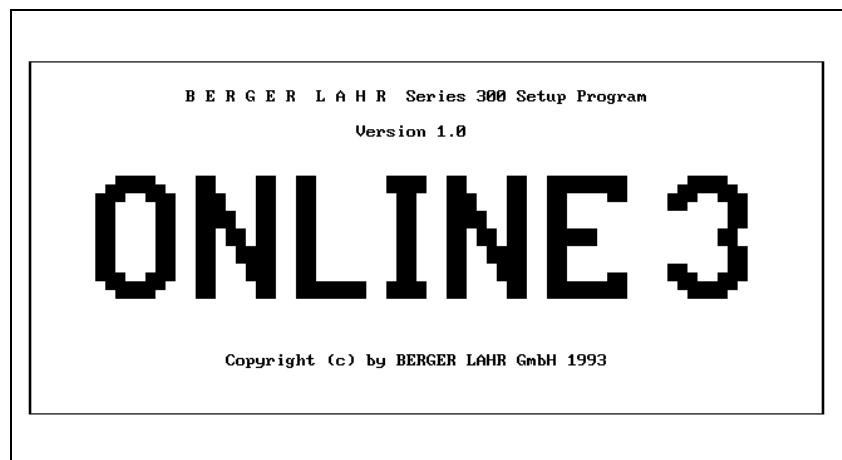 B E R G E R  L A H R  Series 300 Setup Program
Version 1.0
ONLINE 3
Copyright (c) by BERGER LAHR GmbH 1993